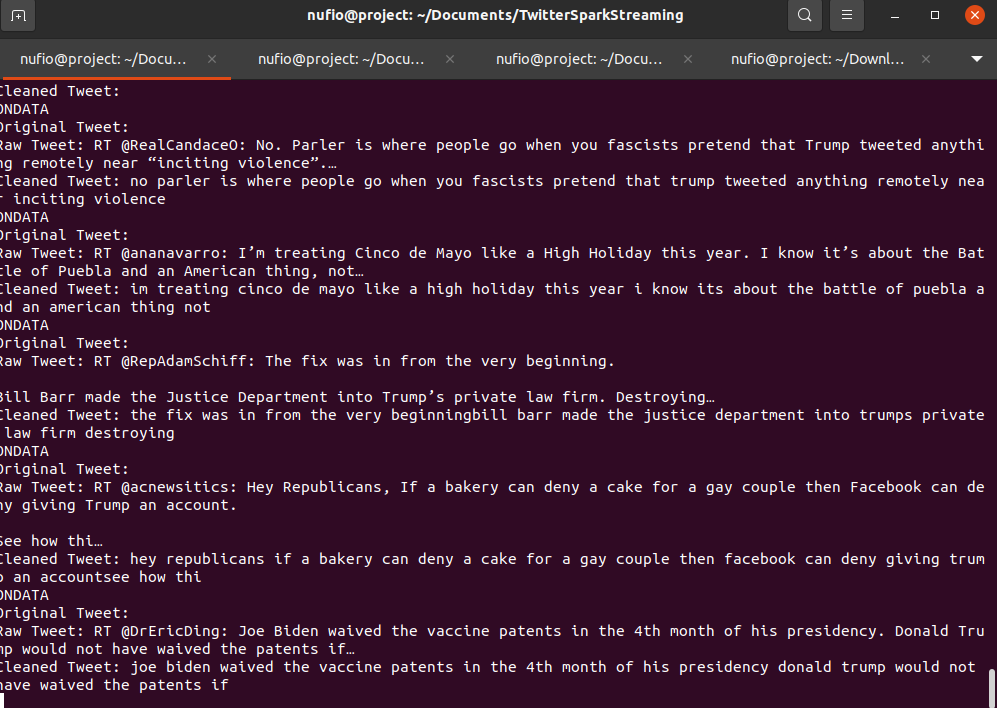 nufio@project: ~/Documents/TwitterSparkStreaming
nufio@project: ~/Docu...
nufio@project: ~/Docu...
nufio@project: ~/Docu...
nufio@project: ~/Downl...
Cleaned Tweet:
ONDATA
Original Tweet:
Raw Tweet: RT @RealCandaceO: No. Parler is where people go when you fascists pretend that Trump tweeted anythi
ng remotely near “inciting violence”.…
Cleaned Tweet: no parler is where people go when you fascists pretend that trump tweeted anything remotely nea
r inciting violence
ONDATA
Original Tweet:
Raw Tweet: RT @ananavarro: I’m treating Cinco de Mayo like a High Holiday this year. I know it’s about the Bat
tle of Puebla and an American thing, not…
Cleaned Tweet: im treating cinco de mayo like a high holiday this year i know its about the battle of puebla a
nd an american thing not
ONDATA
Original Tweet:
Raw Tweet: RT @RepAdamSchiff: The fix was in from the very beginning.
Bill Barr made the Justice Department into Trump’s private law firm. Destroying…
Cleaned Tweet: the fix was in from the very beginningbill barr made the justice department into trumps private
law firm destroying
ONDATA
Original Tweet:
Raw Tweet: RT @acnewsitics: Hey Republicans, If a bakery can deny a cake for a gay couple then Facebook can de
ny giving Trump an account.
See how thi…
Cleaned Tweet: hey republicans if a bakery can deny a cake for a gay couple then facebook can deny giving trum
p an accountsee how thi
ONDATA
Original Tweet:
Raw Tweet: RT @DrEricDing: Joe Biden waived the vaccine patents in the 4th month of his presidency. Donald Tru
mp would not have waived the patents if…
Cleaned Tweet: joe biden waived the vaccine patents in the 4th month of his presidency donald trump would not
have waived the patents if